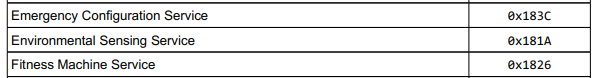 Emergency Configuration Service 0x183C
Environmental Sensing Service 0x181A
Fitness Machine Service 0x1826